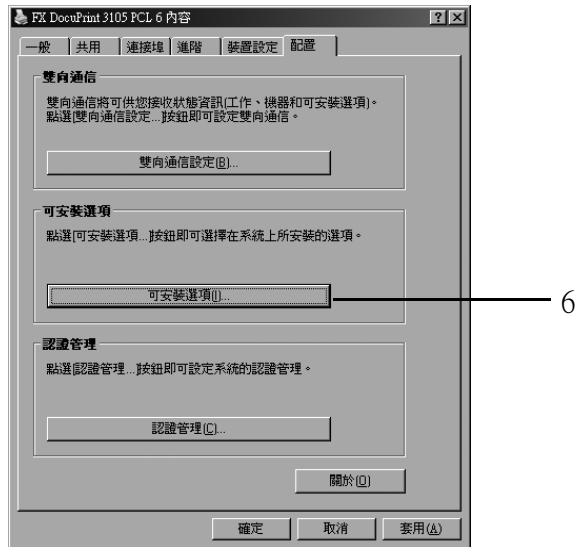 FX DocuPrint 3105 PCL 6 內容
一般 共用 連接埠 進階 裝置設定 配置
雙向通信
雙向通信將可供您接收狀態資訊(工作、機器和可安裝選項)。
點選[雙向通信設定...]按鈕即可設定雙向通信。
雙向通信設定(B)...
可安裝選項
點選[可安裝選項...]按鈕即可選擇在系統上所安裝的選項。
可安裝選項(I)...
6
認證管理
點選[認證管理...]按鈕即可設定系統的認證管理。
認證管理(C)...
關於(O)
確定 取消 套用(A)